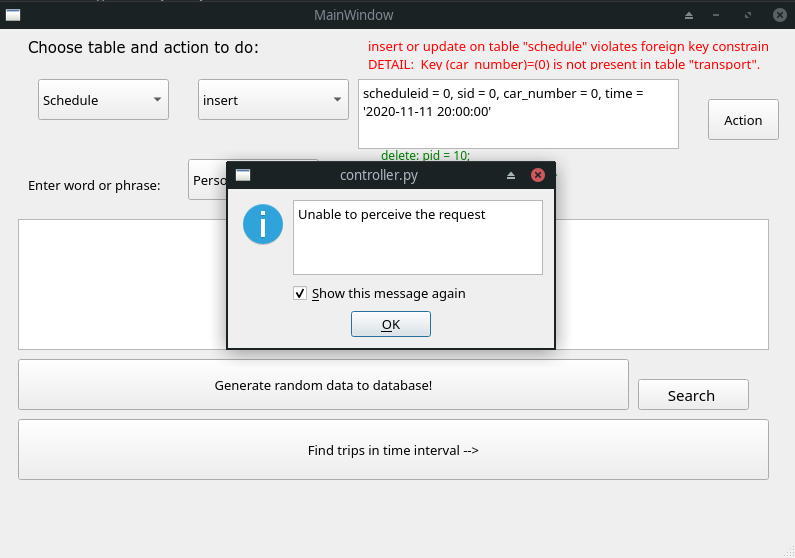 MainWindow
Choose table and action to do:
insert or update on table "schedule" violates foreign key constrain
DETAIL:  Key (car_number)=(0) is not present in table "transport".
Schedule
insert
scheduleid = 0, sid = 0, car_number = 0, time =
'2020-11-11 20:00:00'
Action
delete: pid = 10;
Enter word or phrase:
Perso
controller.py
Unable to perceive the request
Show this message again
OK
Generate random data to database!
Search
Find trips in time interval -->